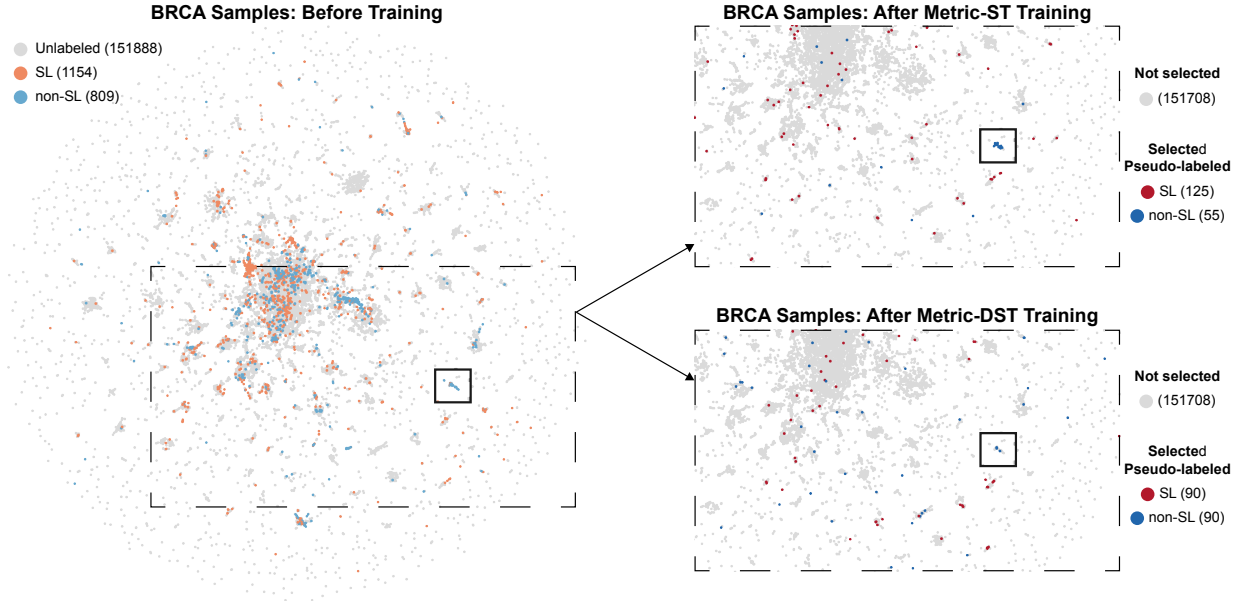 BRCA Samples: Before Training
Unlabeled (151888)
SL (1154)
non-SL (809)
BRCA Samples: After Metric-ST Training
Not selected
(151708)
Selected
Pseudo-labeled
SL (125)
non-SL (55)
BRCA Samples: After Metric-DST Training
Not selected
(151708)
Selected
Pseudo-labeled
SL (90)
non-SL (90)